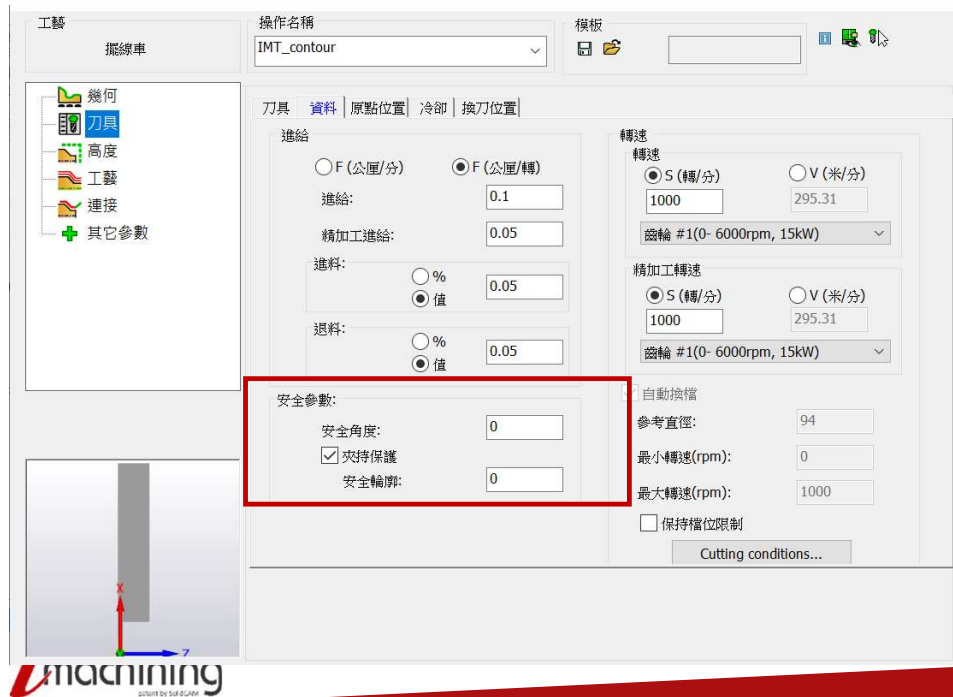 工藝
擺線車
操作名稱
IMT_contour
模板
幾何
刀具
高度
工藝
連接
其它參數
刀具 資料 原點位置 冷卻 換刀位置
進給
F (公厘/分) F (公厘/轉)
進給: 0.1
精加工進給: 0.05
進料:
%
值
0.05
退料:
%
值
0.05
安全參數:
安全角度: 0
夾持保護
安全輪廓: 0
轉速
轉速
S (轉/分) V (米/分)
1000 295.31
齒輪 #1(0- 6000rpm, 15kW)
精加工轉速
S (轉/分) V (米/分)
1000 295.31
齒輪 #1(0- 6000rpm, 15kW)
自動換檔
參考直徑: 94
最小轉速(rpm): 0
最大轉速(rpm): 1000
保持檔位限制
Cutting conditions...
X
Z
imachining
patent by SolidCAM